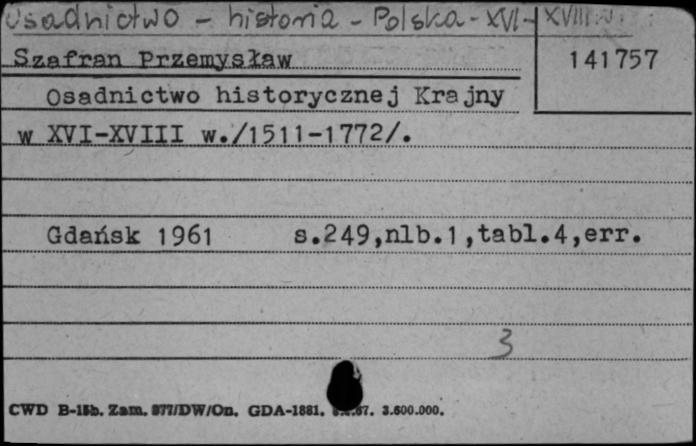 Osadnictwo - historia - Polska - XVI - XVIII w.
Szafran Przemysław
141757
Osadnictwo historycznej Krajny
w XVI-XVIII w./1511-1772/.
Gdańsk 1961 s.249,nlb.1,tabl.4,err.
3
CWD B-15b. Zam. 877/DW/On. GDA-1881. 3.600.000.